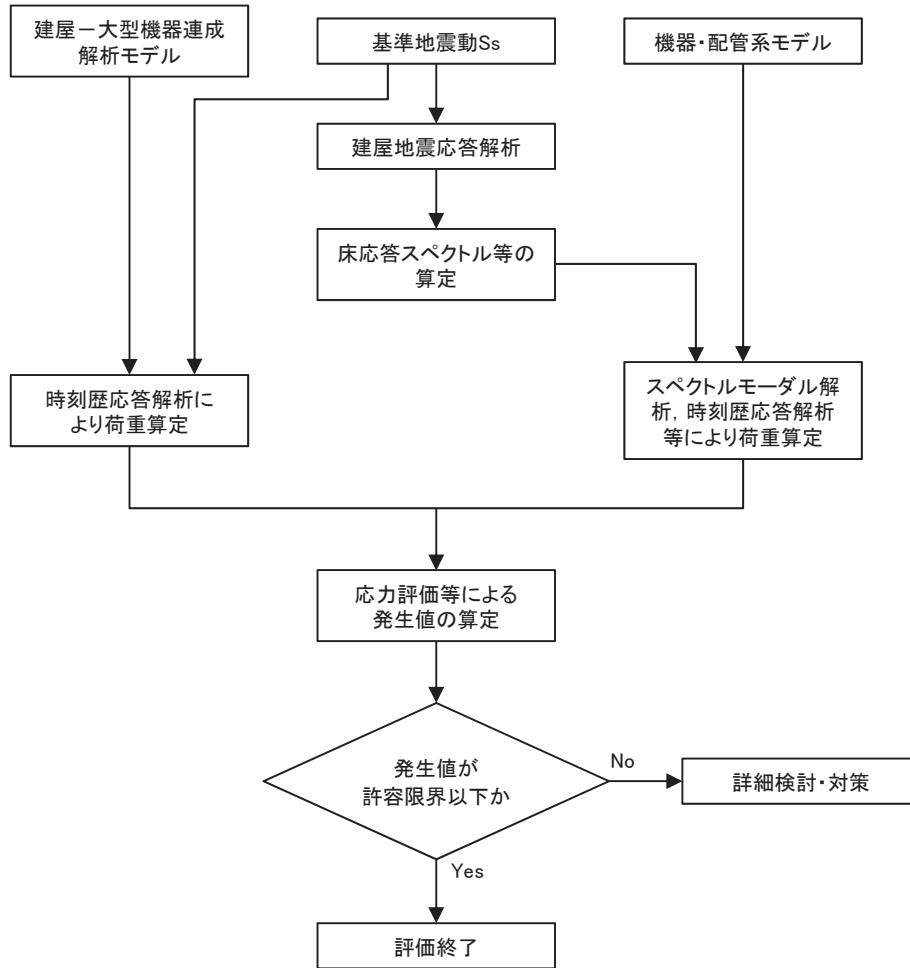 建屋－大型機器連成
解析モデル
基準地震動Ss
機器・配管系モデル
建屋地震応答解析
床応答スペクトル等の
算定
時刻歴応答解析に
より荷重算定
スペクトルモーダル解
析，時刻歴応答解析
等により荷重算定
応力評価等による
発生値の算定
発生値が
許容限界以下か
No
詳細検討・対策
Yes
評価終了